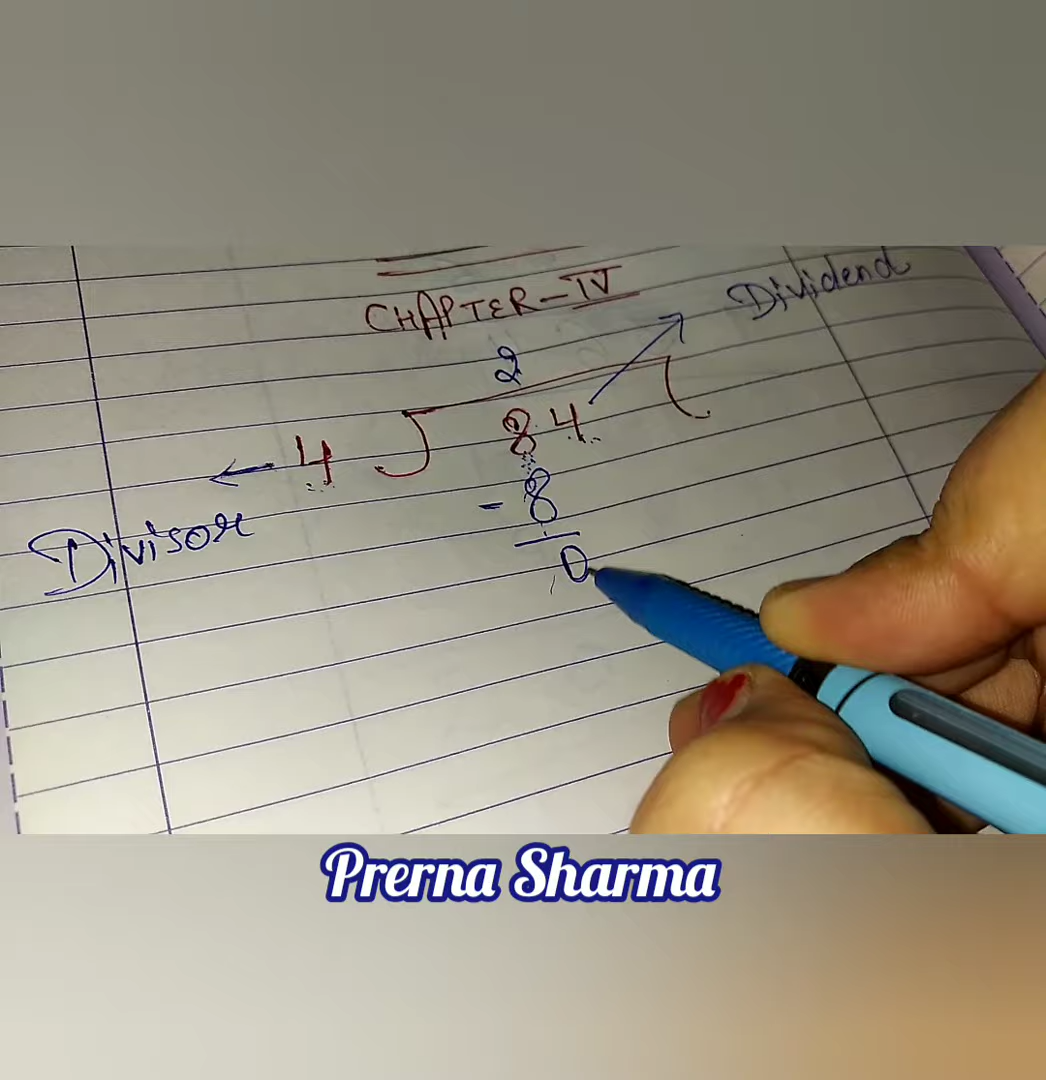 CHAPTER-IV
Dividend
2
4 84
- 8
Divisor
0
Prerna Sharma